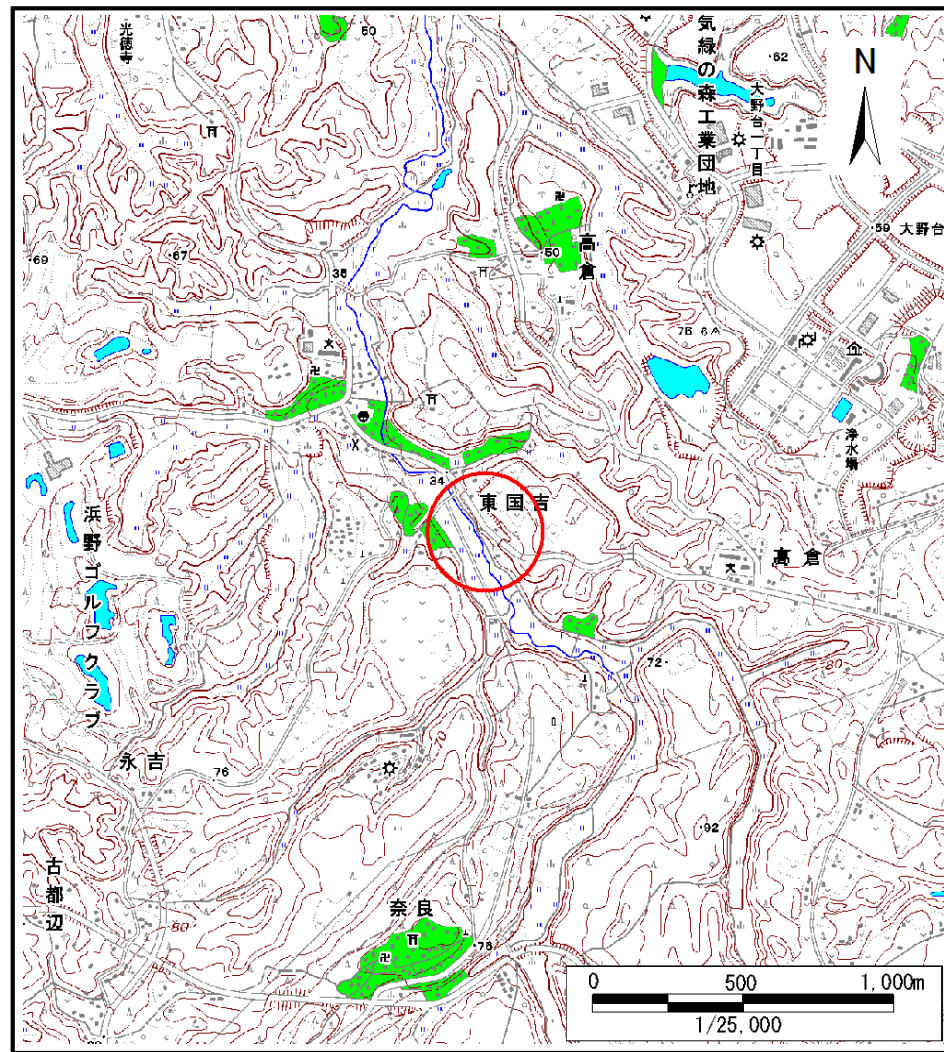 光徳寺
50
気緑の森工業団地
62
大野台一丁目
N
69
67
38
高倉
50
59
大野台
76.6
浄水場
34
東国吉
高倉
浜野ゴルフクラブ
72
80
永吉
76
70
92
古都辺
80
奈良
76
0 500 1,000m
1/25,000